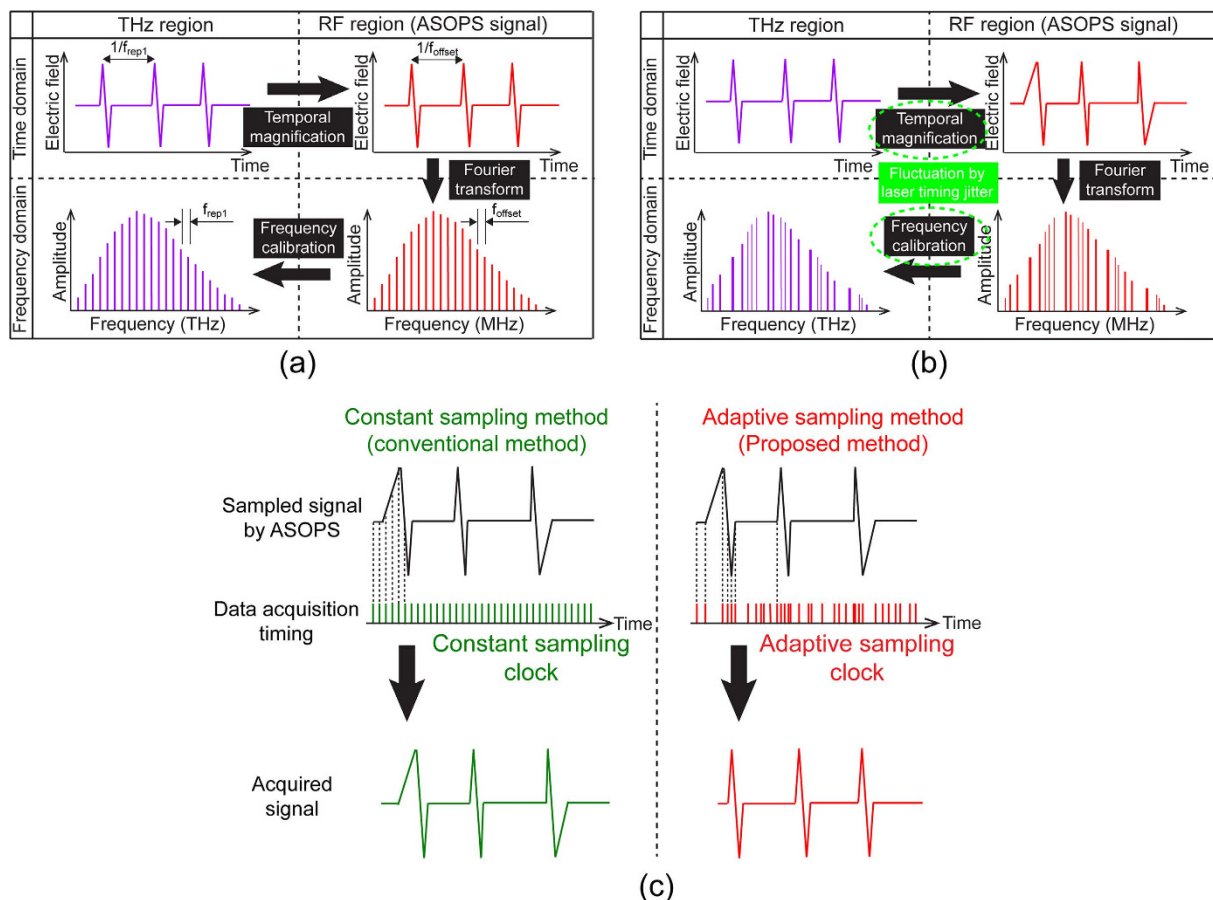 THz region
RF region (ASOPS signal)
Time domain
Electric field
1/frep1
Time
Temporal
magnification
Electric field
1/foffset
Time
Fourier
transform
Frequency domain
Amplitude
frep1
Frequency (THz)
Frequency
calibration
Amplitude
foffset
Frequency (MHz)
(a)
THz region
RF region (ASOPS signal)
Time domain
Electric field
Time
Temporal
magnification
Electric field
Time
Fluctuation by
laser timing jitter
Fourier
transform
Frequency domain
Amplitude
Frequency (THz)
Frequency
calibration
Amplitude
Frequency (MHz)
(b)
Constant sampling method
(conventional method)
Adaptive sampling method
(Proposed method)
Sampled signal
by ASOPS
Data acquisition
timing
Time
Time
Constant sampling
clock
Adaptive sampling
clock
Acquired
signal
(c)